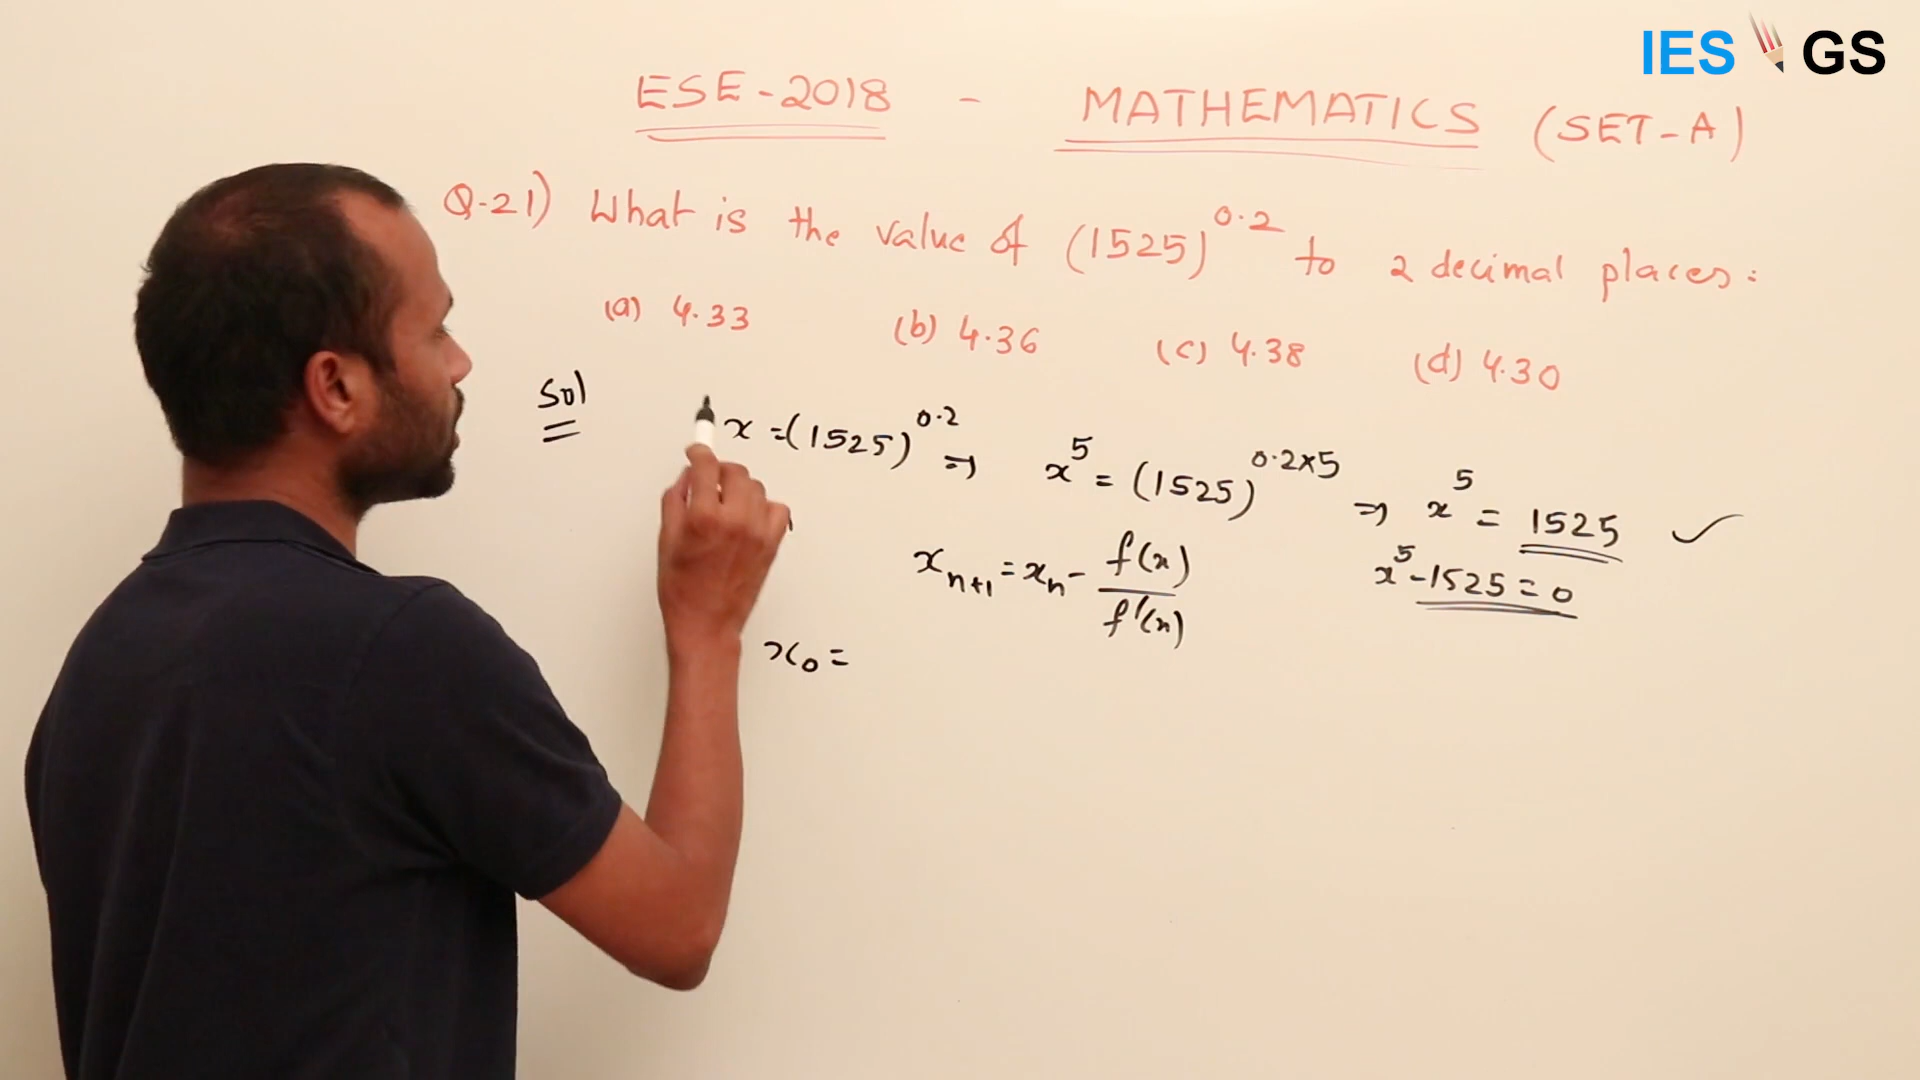 IES GS
ESE-2018 - MATHEMATICS (SET-A)
Q.21) What is the value of (1525)^0.2 to 2 decimal places:
(a) 4.33 (b) 4.36 (c) 4.38 (d) 4.30
Sol
x = (1525)^0.2 ⇒ x^5 = (1525)^0.2×5 ⇒ x^5 = 1525 ✓
x_n+1 = x_n - f(x)/f'(x) x^5 - 1525 = 0
x_0 =